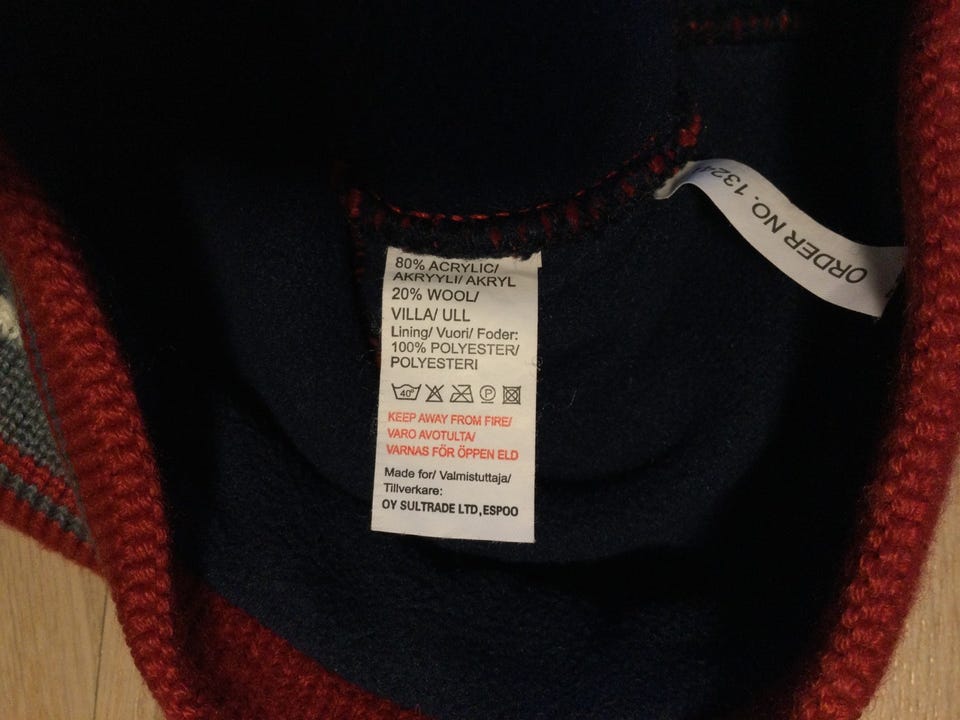 80% ACRYLIC/
AKRYYLI/ AKRYL
20% WOOL/
VILLA/ ULL
Lining/ Vuori/ Foder:
100% POLYESTER/
POLYESTERI
40°
P
KEEP AWAY FROM FIRE/
VARO AVOTULTA/
VARNAS FÖR ÖPPEN ELD
Made for/ Valmistuttaja/
Tillverkare:
OY SULTRADE LTD,ESPOO
ORDER NO.